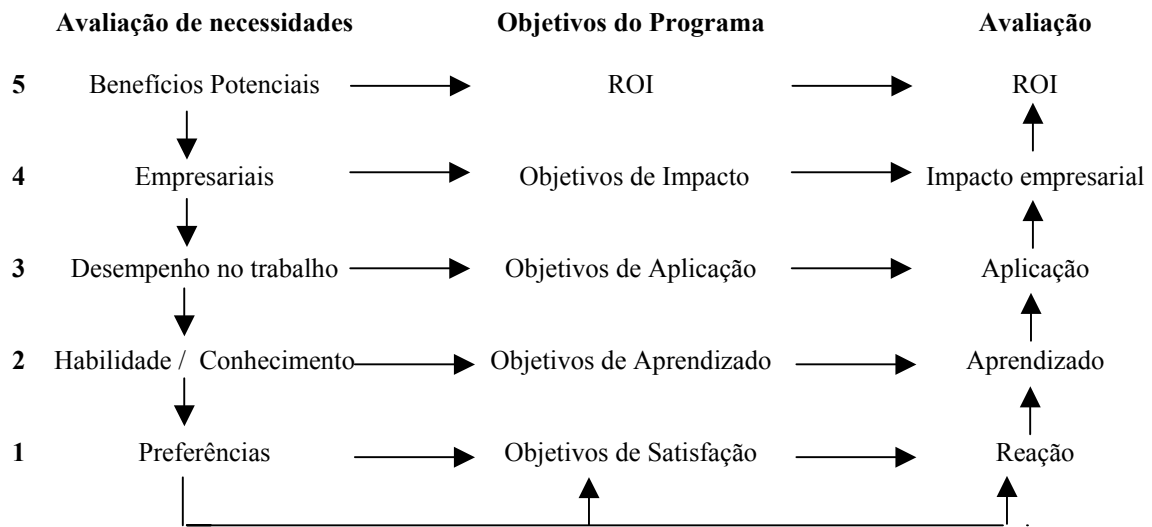 Avaliação de necessidades Objetivos do Programa Avaliação
5 Benefícios Potenciais ROI ROI
4 Empresariais Objetivos de Impacto Impacto empresarial
3 Desempenho no trabalho Objetivos de Aplicação Aplicação
2 Habilidade / Conhecimento Objetivos de Aprendizado Aprendizado
1 Preferências Objetivos de Satisfação Reação